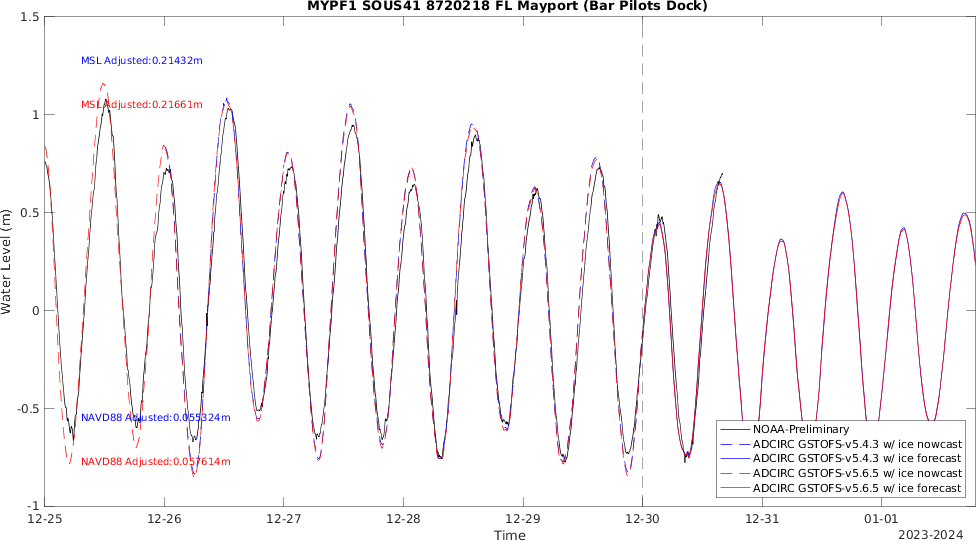 MYPF1 SOUS41 8720218 FL Mayport (Bar Pilots Dock)
1.5
MSL Adjusted:0.21432m
MSL Adjusted:0.21661m
1
0.5
Water Level (m)
0
-0.5
NAVD88 Adjusted:0.055324m
NAVD88 Adjusted:0.057614m
-1
NOAA-Preliminary
ADCIRC GSTOFS-v5.4.3 w/ ice nowcast
ADCIRC GSTOFS-v5.4.3 w/ ice forecast
ADCIRC GSTOFS-v5.6.5 w/ ice nowcast
ADCIRC GSTOFS-v5.6.5 w/ ice forecast
12-25 12-26 12-27 12-28 12-29 12-30 12-31 01-01
Time
2023-2024